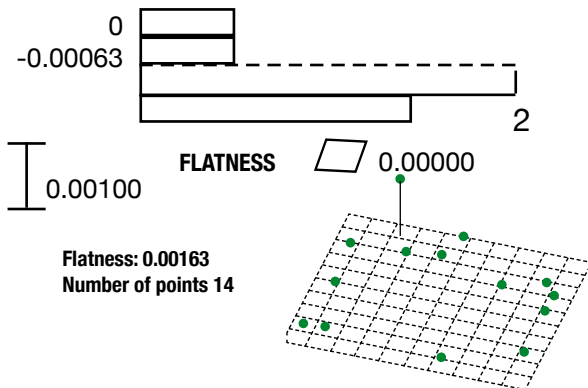 0
-0.00063
2
FLATNESS 0.00000
0.00100
Flatness: 0.00163
Number of points 14